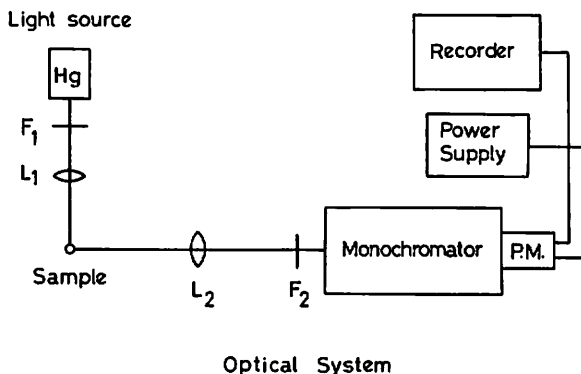 Light source
Hg
F1
L1
Sample
L2
F2
Monochromator
P.M.
Recorder
Power
Supply
Optical System